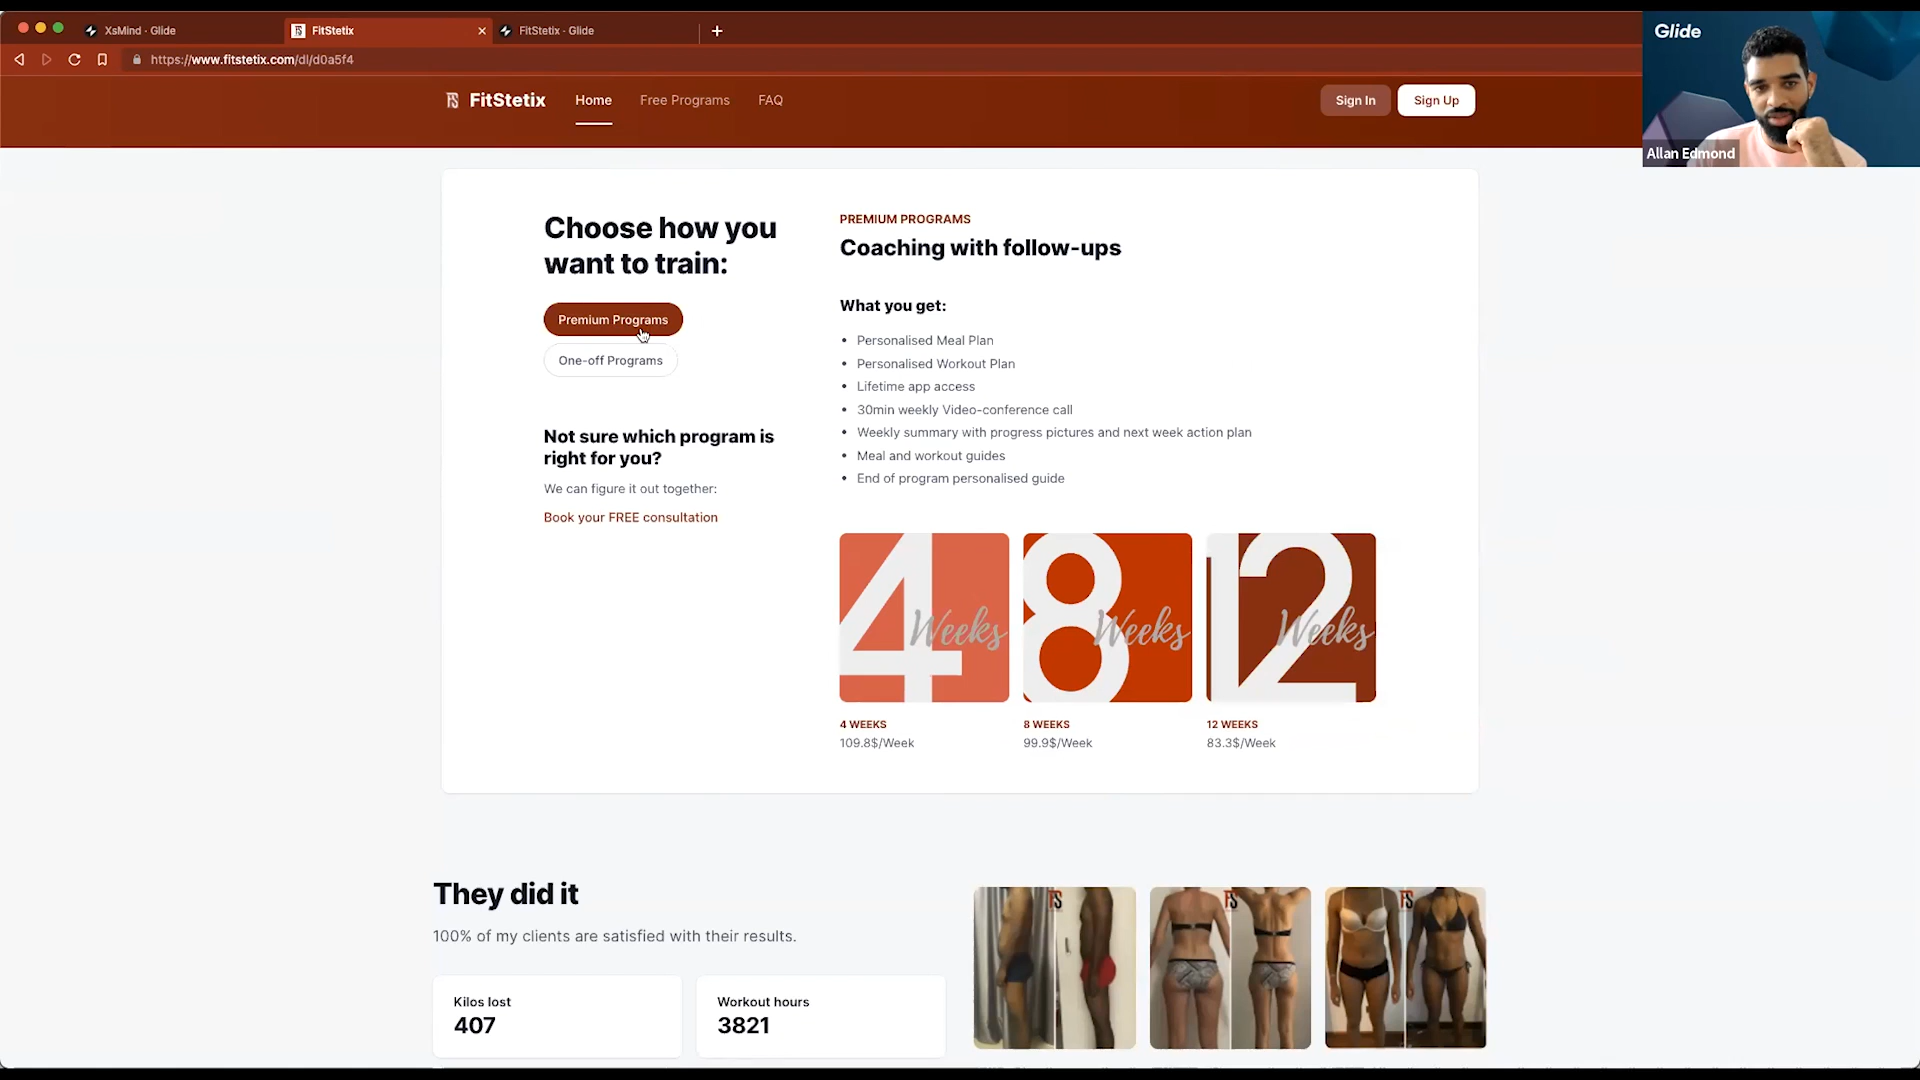 XsMind · Glide
FitStetix
FitStetix · Glide
https://www.fitstetix.com/dl/d0a5f4
Glide
Allan Edmond
FitStetix
Home
Free Programs
FAQ
Sign In
Sign Up
Choose how you
want to train:
Premium Programs
One-off Programs
Not sure which program is
right for you?
We can figure it out together:
Book your FREE consultation
PREMIUM PROGRAMS
Coaching with follow-ups
What you get:
• Personalised Meal Plan
• Personalised Workout Plan
• Lifetime app access
• 30min weekly Video-conference call
• Weekly summary with progress pictures and next week action plan
• Meal and workout guides
• End of program personalised guide
4 Weeks
8 Weeks
12 Weeks
4 WEEKS
109.8$/Week
8 WEEKS
99.9$/Week
12 WEEKS
83.3$/Week
They did it
100% of my clients are satisfied with their results.
Kilos lost
407
Workout hours
3821
FS
FS
FS